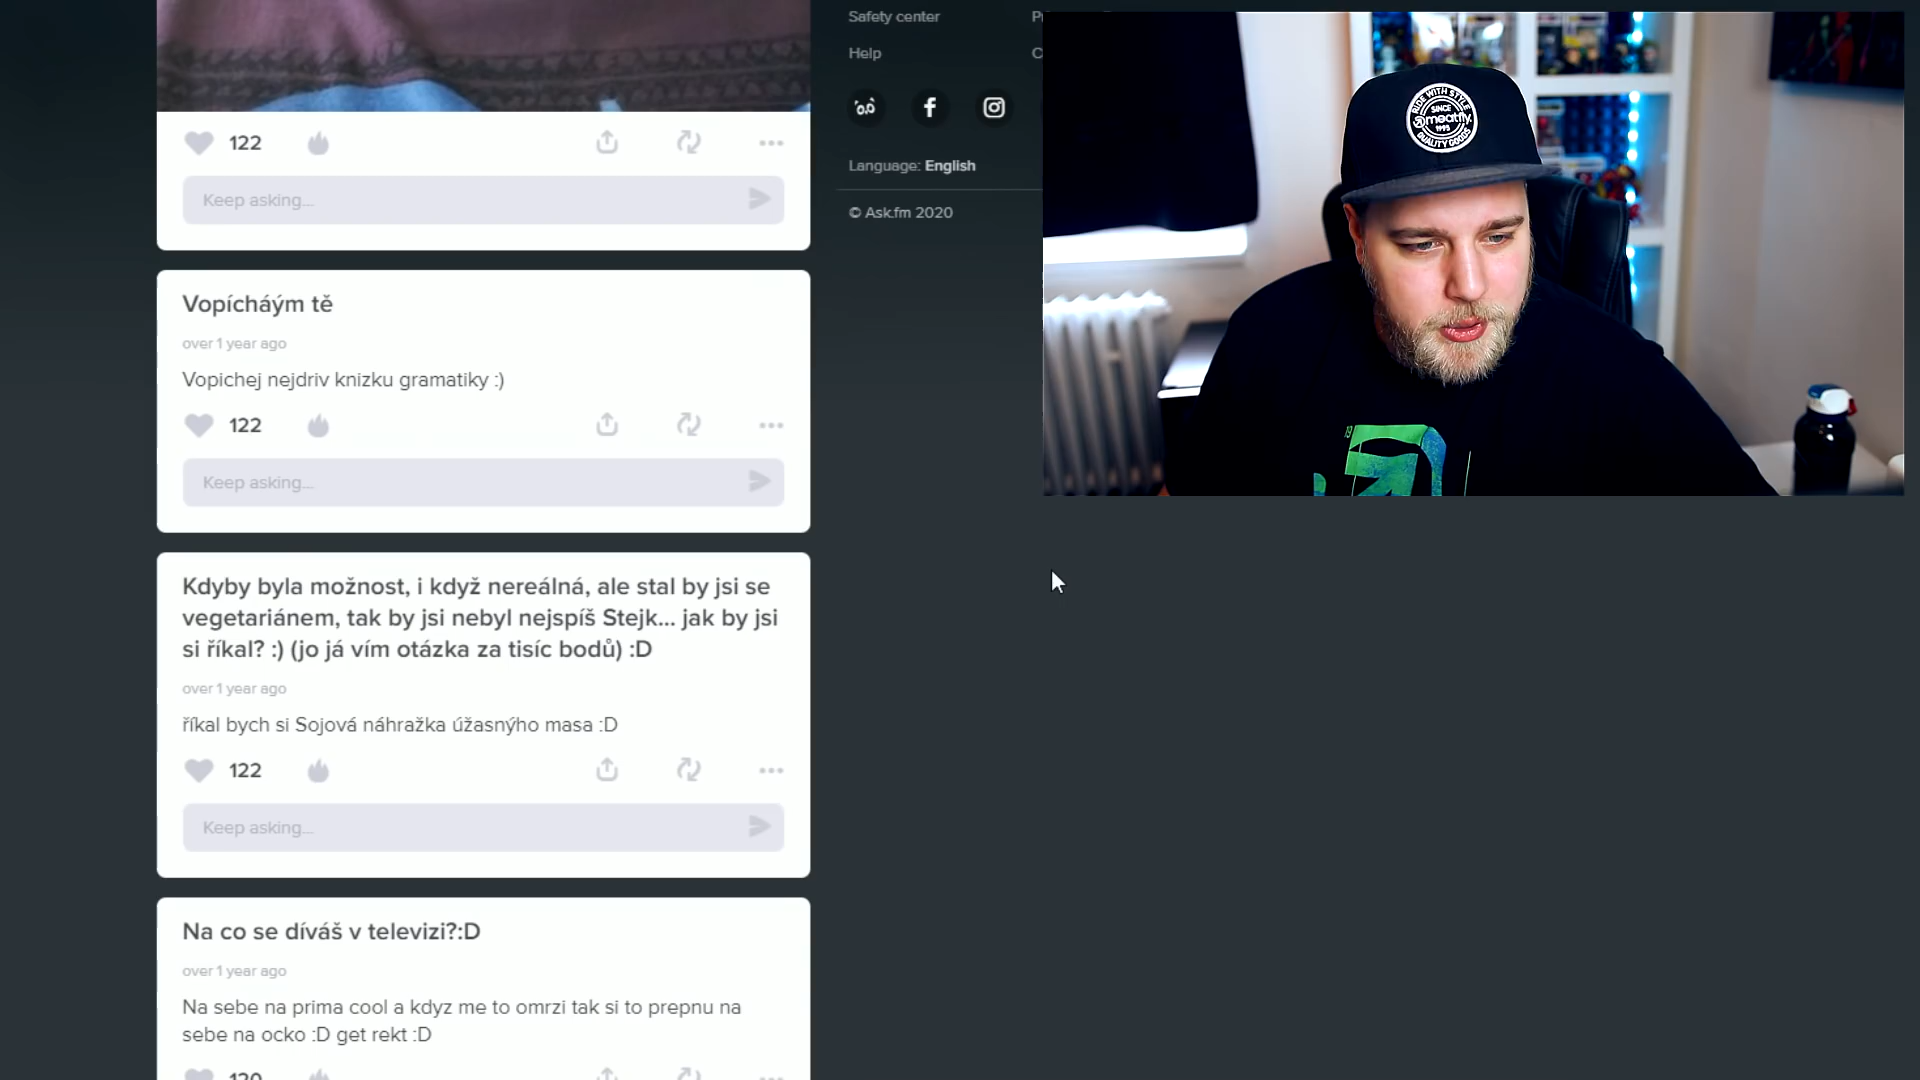 Safety center
Help
Language: English
© Ask.fm 2020
122
Keep asking...
Vopícháým tě
over 1 year ago
Vopichej nejdriv knizku gramatiky :)
122
Keep asking...
Kdyby byla možnost, i když nereálná, ale stal by jsi se
vegetariánem, tak by jsi nebyl nejspíš Stejk... jak by jsi
si říkal? :) (jo já vím otázka za tisíc bodů) :D
over 1 year ago
říkal bych si Sojová náhražka úžasnýho masa :D
122
Keep asking...
Na co se díváš v televizi?:D
over 1 year ago
Na sebe na prima cool a kdyz me to omrzi tak si to prepnu na
sebe na ocko :D get rekt :D
120
RIDE WITH STYLE
SINCE
meatfly
1995
QUALITY GOODS